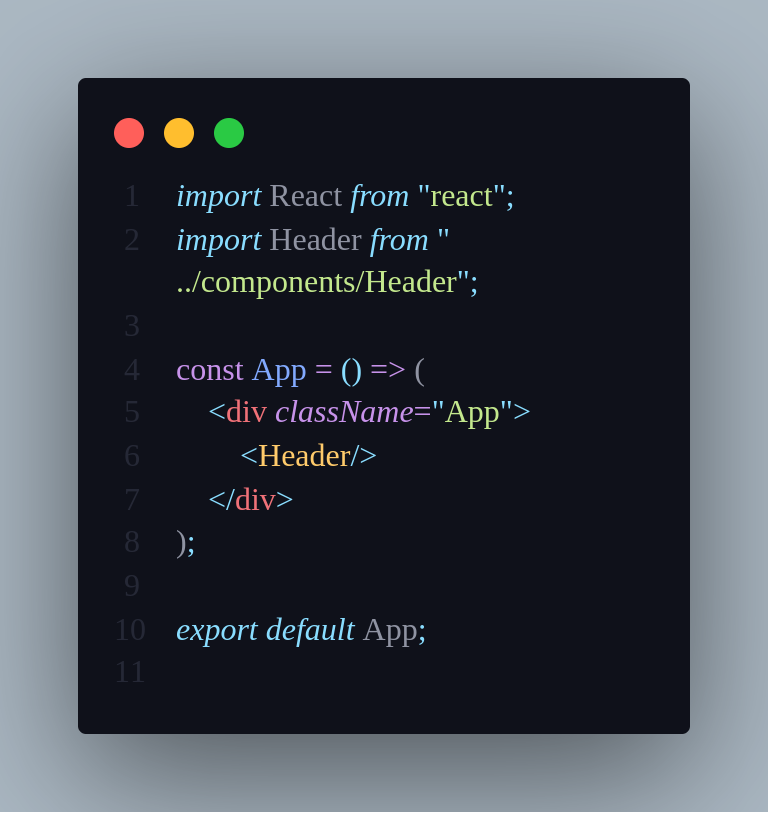 1 import React from "react";
2 import Header from "
../components/Header";
3
4 const App = () => (
5     <div className="App">
6         <Header/>
7     </div>
8 );
9
10 export default App;
11